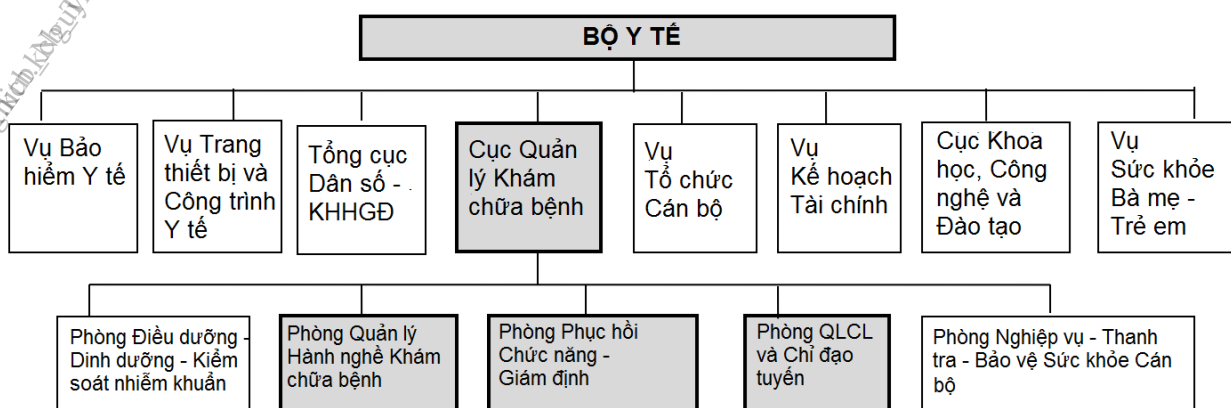 BỘ Y TẾ
Vụ Bảo
hiểm Y tế
Vụ Trang
thiết bị và
Công trình
Y tế
Tổng cục
Dân số -
KHHGĐ
Cục Quản
lý Khám
chữa bệnh
Vụ
Tổ chức
Cán bộ
Vụ
Kế hoạch
Tài chính
Cục Khoa
học, Công
nghệ và
Đào tạo
Vụ
Sức khỏe
Bà mẹ -
Trẻ em
Phòng Điều dưỡng -
Dinh dưỡng - Kiểm
soát nhiễm khuẩn
Phòng Quản lý
Hành nghề Khám
chữa bệnh
Phòng Phục hồi
Chức năng -
Giám định
Phòng QLCL
và Chỉ đạo
tuyến
Phòng Nghiệp vụ - Thanh
tra - Bảo vệ Sức khỏe Cán
bộ